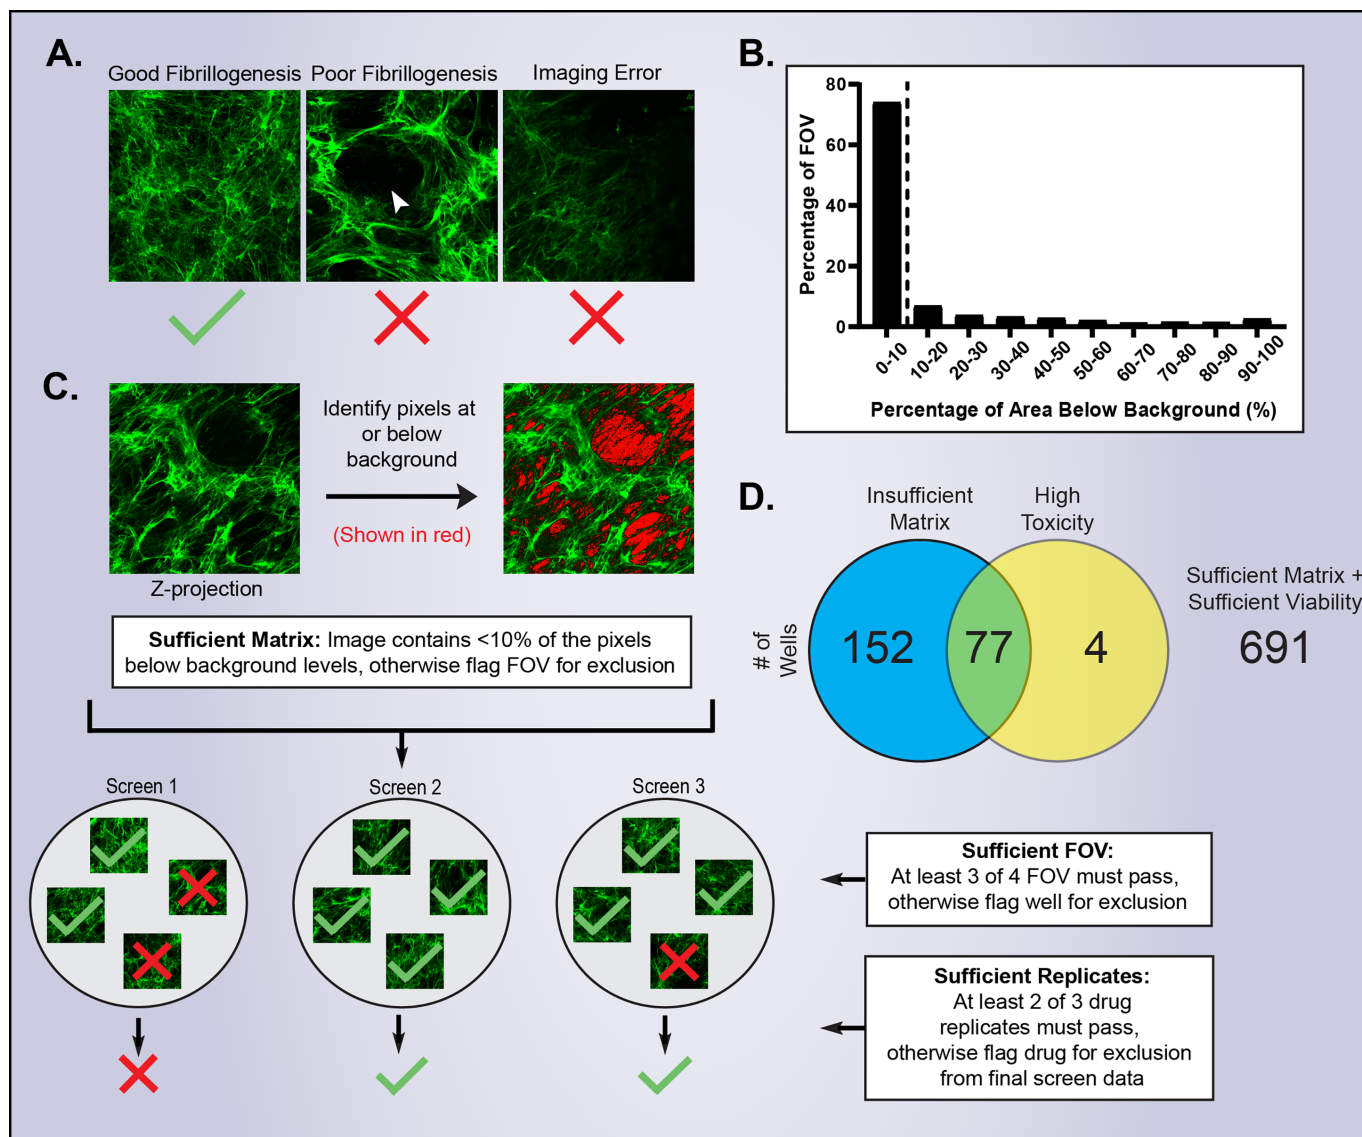 A.
Good Fibrillogenesis
Poor Fibrillogenesis
Imaging Error
B.
Percentage of FOV
80
60
40
20
0
0-10
10-20
20-30
30-40
40-50
50-60
60-70
70-80
80-90
90-100
Percentage of Area Below Background (%)
C.
Identify pixels at
or below
background
(Shown in red)
Z-projection
Sufficient Matrix: Image contains <10% of the pixels
below background levels, otherwise flag FOV for exclusion
Screen 1
Screen 2
Screen 3
D.
Insufficient
Matrix
High
Toxicity
Sufficient Matrix +
Sufficient Viability
# of
Wells
152
77
4
691
Sufficient FOV:
At least 3 of 4 FOV must pass,
otherwise flag well for exclusion
Sufficient Replicates:
At least 2 of 3 drug
replicates must pass,
otherwise flag drug for exclusion
from final screen data